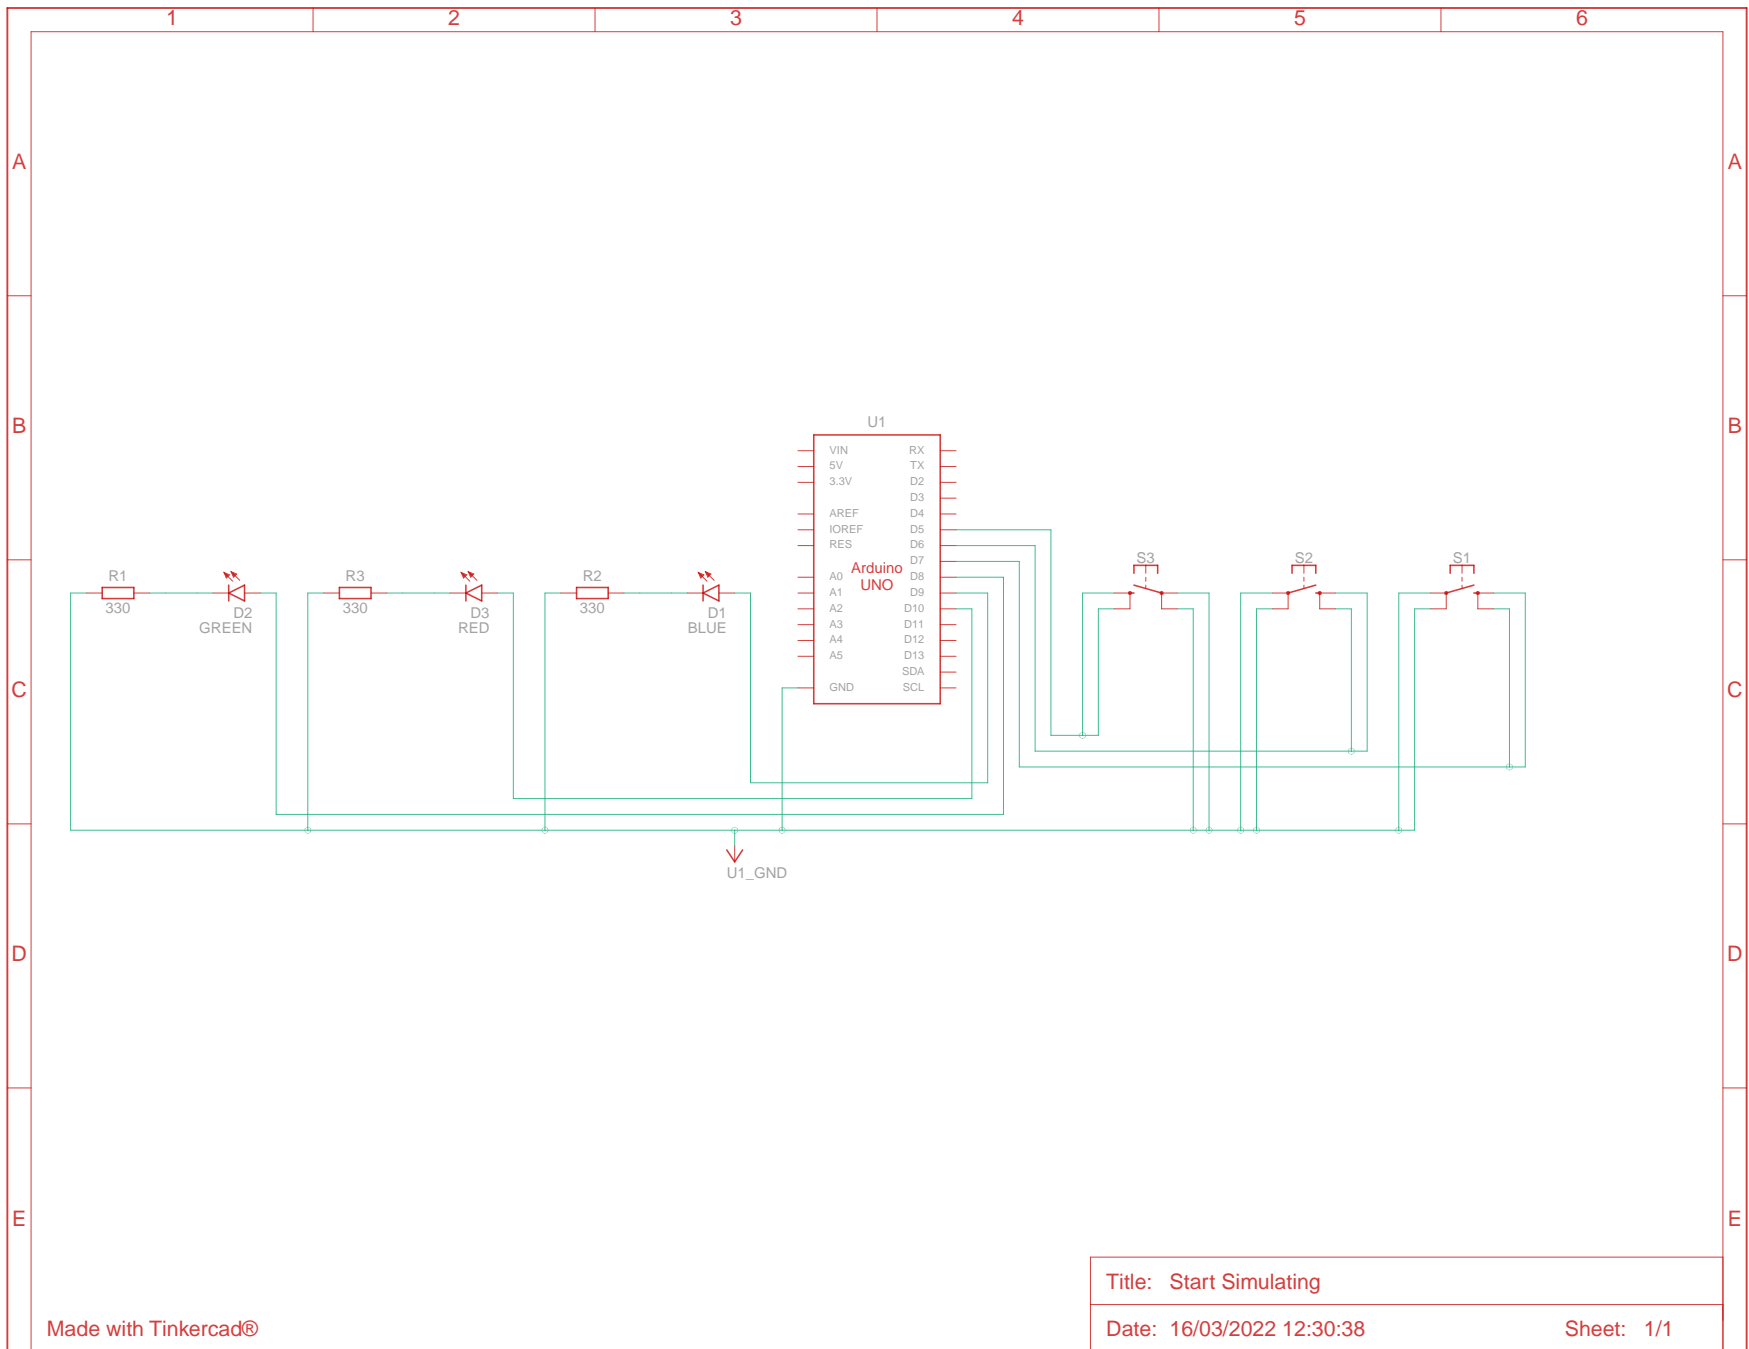 1 2 3 4 5 6
A A
B B
U1
VIN RX
5V TX
3.3V D2
D3
AREF D4
IOREF D5
RES D6
D7
Arduino
UNO
A0 D8
A1 D9
A2 D10
A3 D11
A4 D12
A5 D13
SDA
GND SCL
S3 S2 S1
R1 R3 R2
330 D2 330 D3 330 D1
GREEN RED BLUE
C C
U1_GND
D D
E E
Title: Start Simulating
Made with Tinkercad® Date: 16/03/2022 12:30:38 Sheet: 1/1